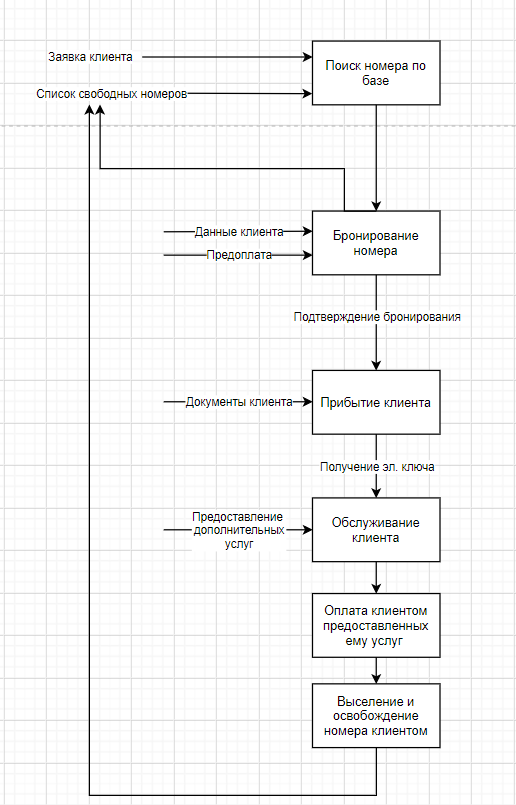 Заявка клиента
Поиск номера по
базе
Список свободных номеров
Данные клиента
Бронирование
номера
Предоплата
Подтверждение бронирования
Документы клиента
Прибытие клиента
Получение эл. ключа
Предоставление
дополнительных
услуг
Обслуживание
клиента
Оплата клиентом
предоставленных
ему услуг
Выселение и
освобождение
номера клиентом